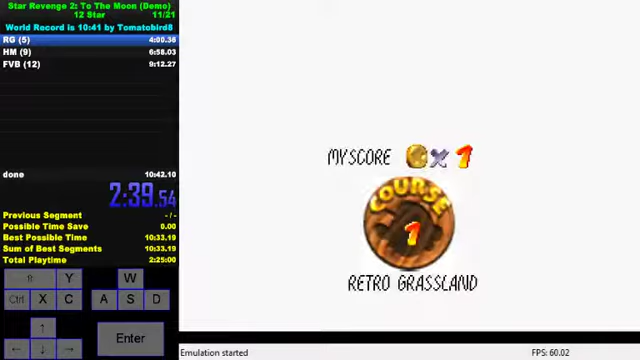 Star Revenge 2: To The Moon (Demo)
12 Star 11/21
World Record is 10:41 by Tomatobird8
RG (5) 4:00.36
HM (9) 6:58.03
FVB (12) 9:12.27
done 10:42.10
2:39.54
Previous Segment -/-
Possible Time Save 0.00
Best Possible Time 10:33.19
Sum of Best Segments 10:33.19
Total Playtime 2:25:00
R Y W
Ctrl X C A S D
↑ Enter
← ↓ →
MYSCORE × 1
COURSE
1
RETRO GRASSLAND
Emulation started FPS: 60.02